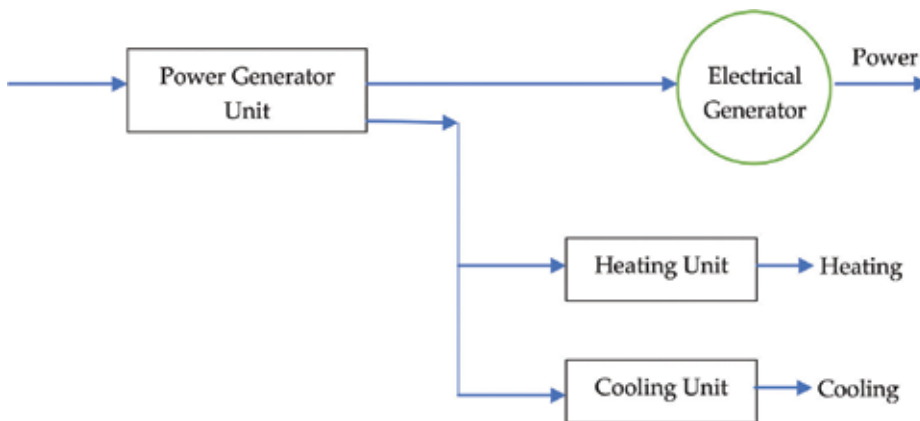 Power Generator
Unit
Electrical
Generator
Power
Heating Unit
Heating
Cooling Unit
Cooling